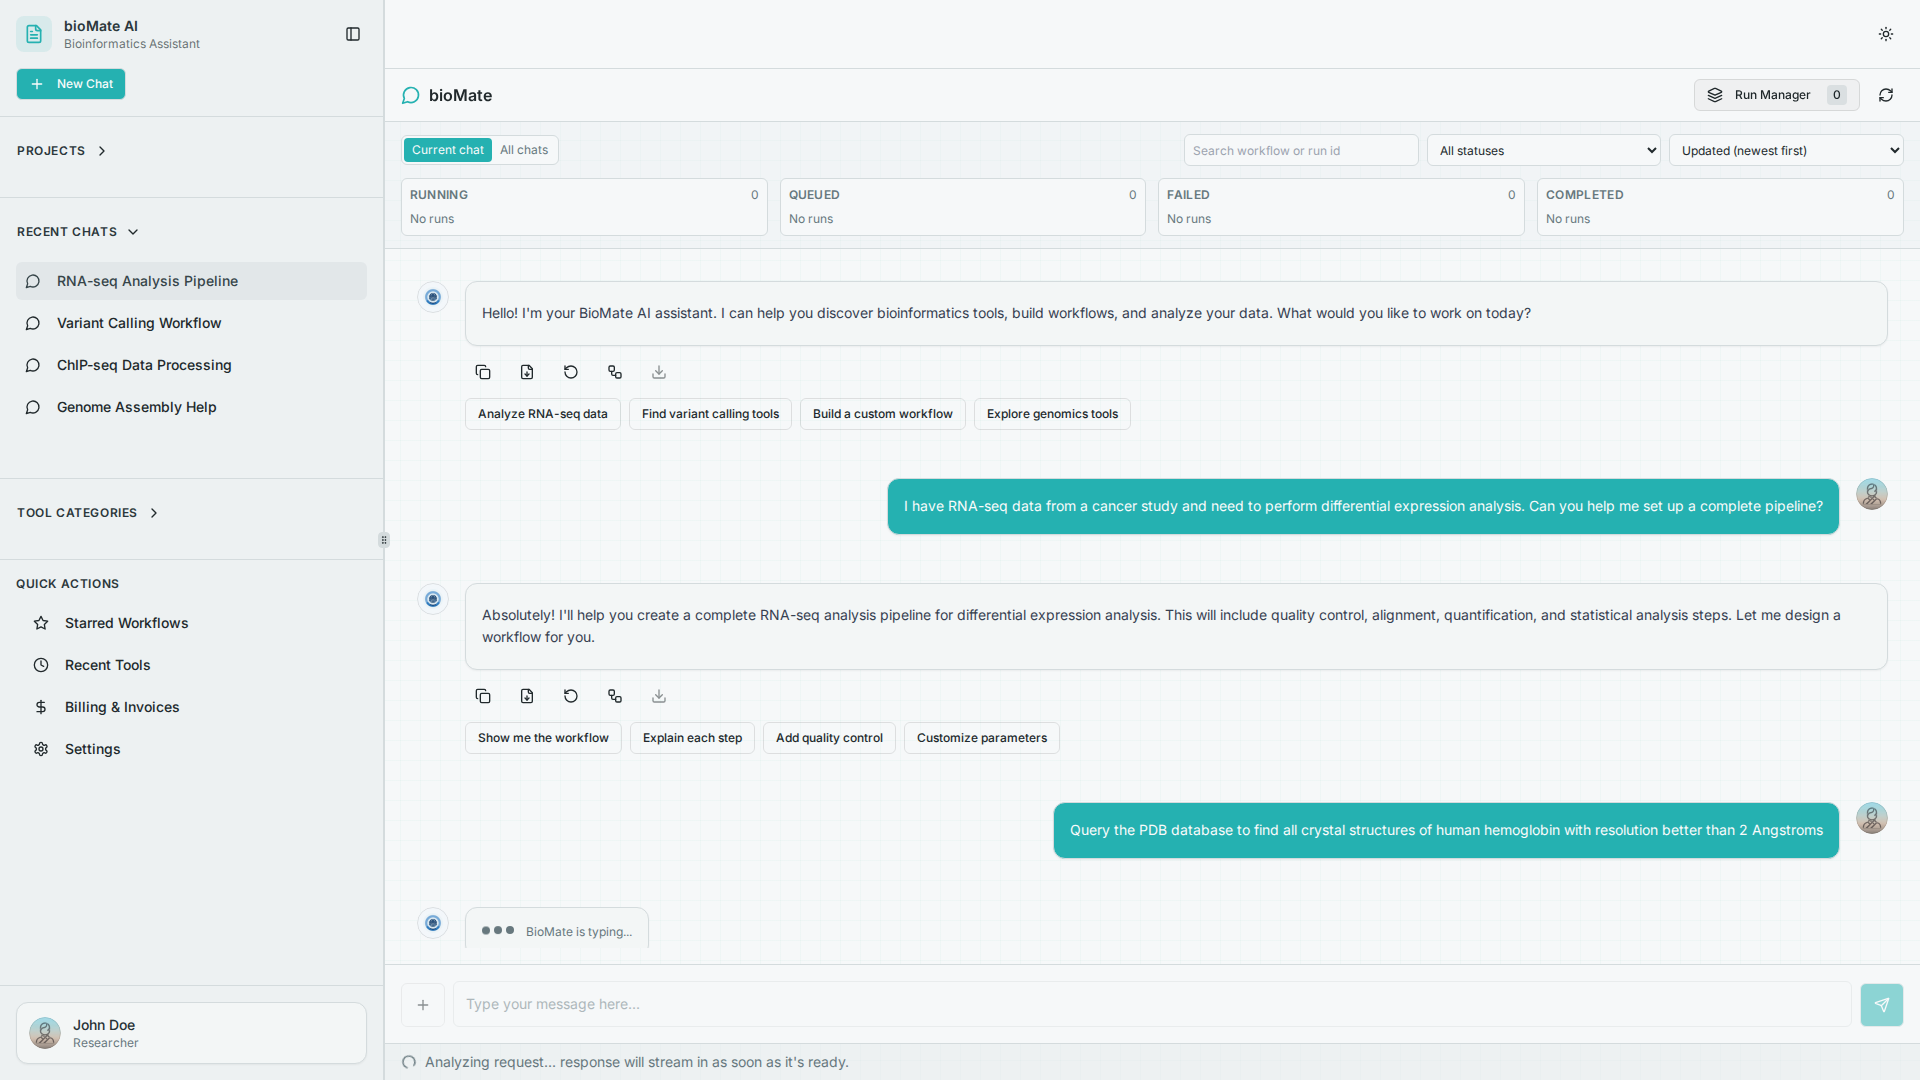 bioMate AI
Bioinformatics Assistant
New Chat
PROJECTS
RECENT CHATS
RNA-seq Analysis Pipeline
Variant Calling Workflow
ChIP-seq Data Processing
Genome Assembly Help
TOOL CATEGORIES
QUICK ACTIONS
Starred Workflows
Recent Tools
Billing & Invoices
Settings
John Doe
Researcher
bioMate
Run Manager 0
Current chat All chats
Search workflow or run id
All statuses
Updated (newest first)
RUNNING 0
No runs
QUEUED 0
No runs
FAILED 0
No runs
COMPLETED 0
No runs
Hello! I'm your BioMate AI assistant. I can help you discover bioinformatics tools, build workflows, and analyze your data. What would you like to work on today?
Analyze RNA-seq data
Find variant calling tools
Build a custom workflow
Explore genomics tools
I have RNA-seq data from a cancer study and need to perform differential expression analysis. Can you help me set up a complete pipeline?
Absolutely! I'll help you create a complete RNA-seq analysis pipeline for differential expression analysis. This will include quality control, alignment, quantification, and statistical analysis steps. Let me design a
workflow for you.
Show me the workflow
Explain each step
Add quality control
Customize parameters
Query the PDB database to find all crystal structures of human hemoglobin with resolution better than 2 Angstroms
BioMate is typing...
Type your message here...
Analyzing request... response will stream in as soon as it's ready.